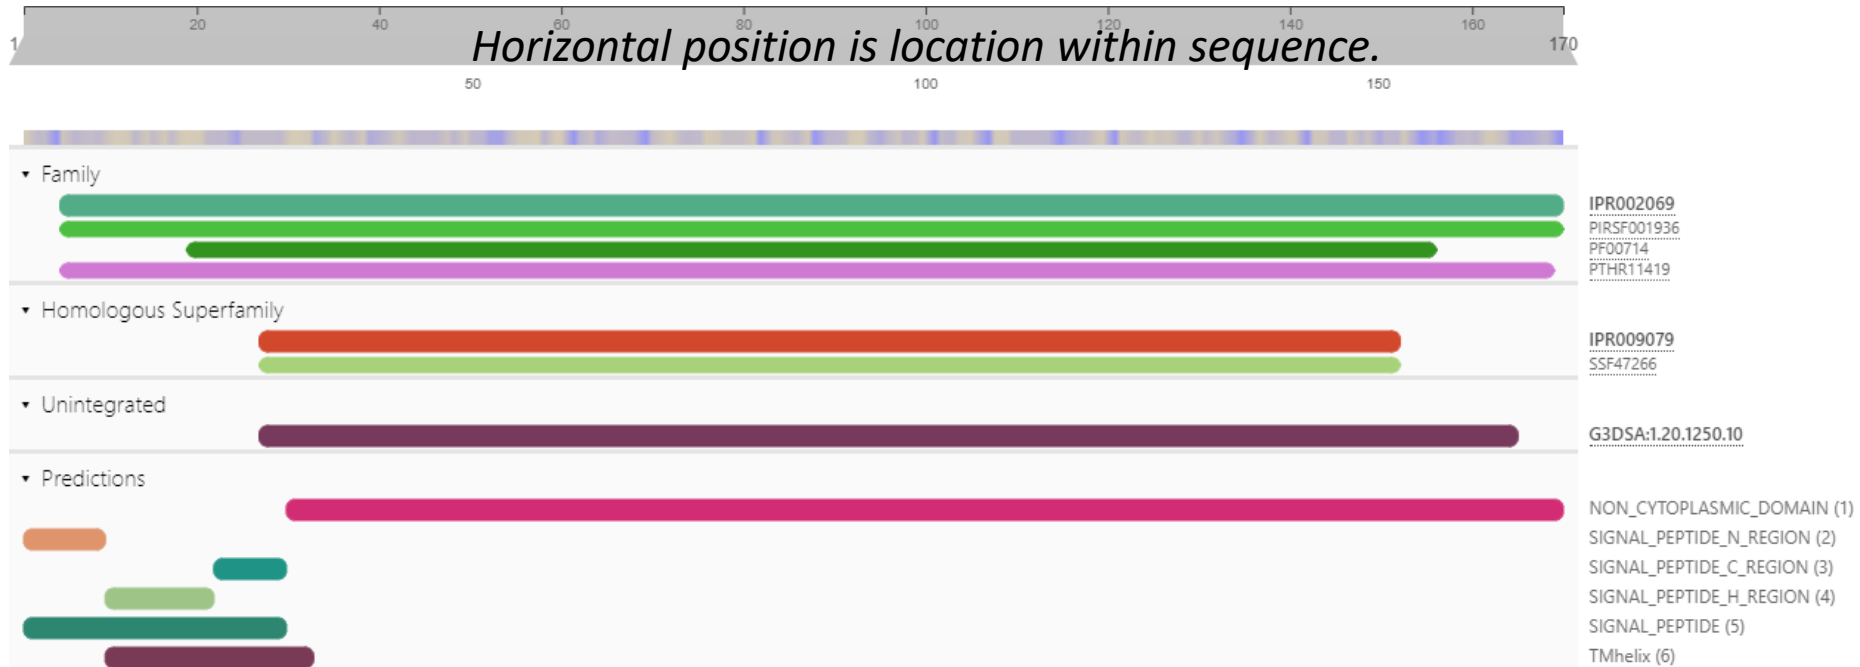 20 40 60 80 100 120 140 160
1 Horizontal position is location within sequence. 170
50 100 150
Family
IPR002069
PIRSF001936
PF00714
PTHR11419
Homologous Superfamily
IPR009079
SSF47266
Unintegrated
G3DSA:1.20.1250.10
Predictions
NON_CYTOPLASMIC_DOMAIN (1)
SIGNAL_PEPTIDE_N_REGION (2)
SIGNAL_PEPTIDE_C_REGION (3)
SIGNAL_PEPTIDE_H_REGION (4)
SIGNAL_PEPTIDE (5)
TMhelix (6)